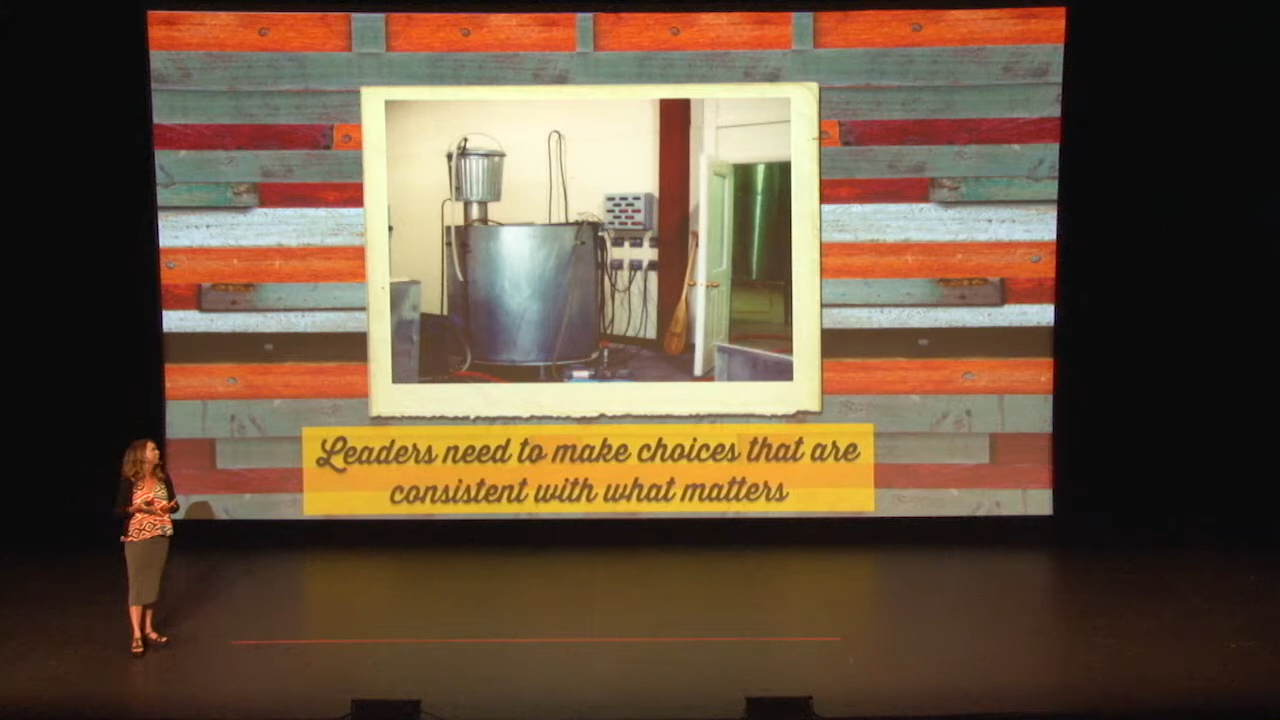 Leaders need to make choices that are
consistent with what matters